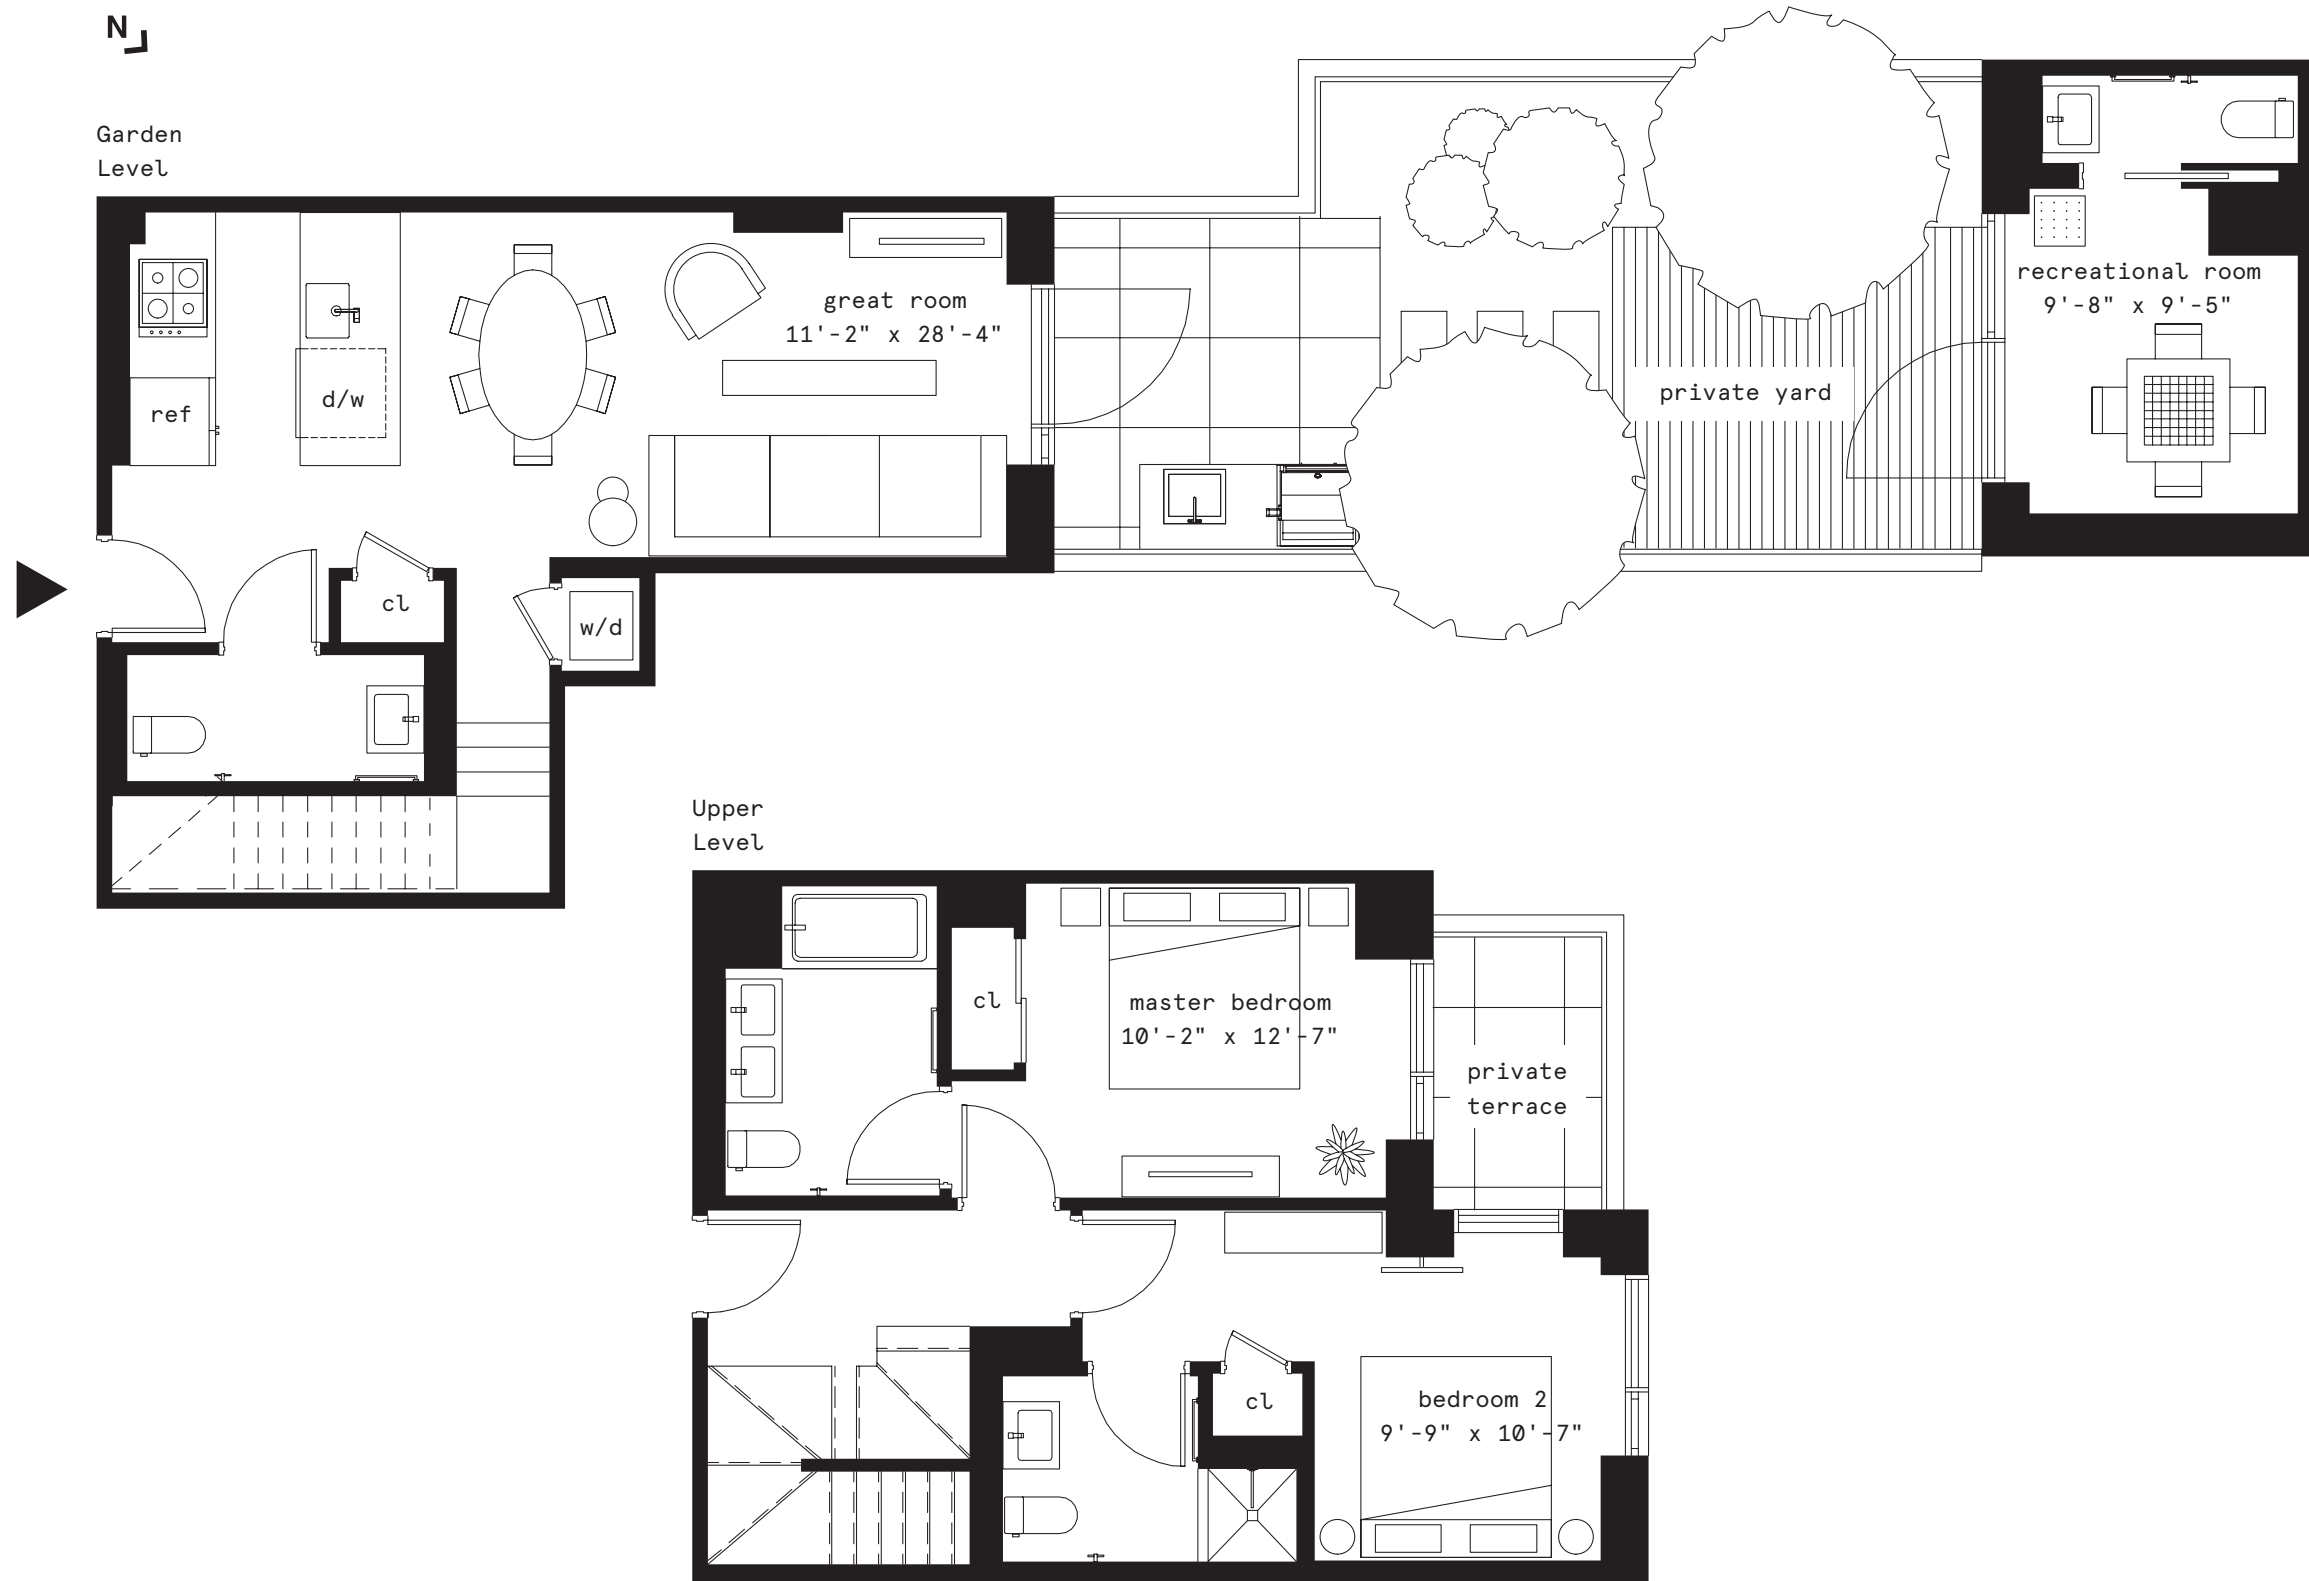 N
Garden
Level
great room
11'-2" x 28'-4"
d/w
ref
cl
w/d
private yard
recreational room
9'-8" x 9'-5"
Upper
Level
cl
master bedroom
10'-2" x 12'-7"
private
terrace
cl
bedroom 2
9'-9" x 10'-7"